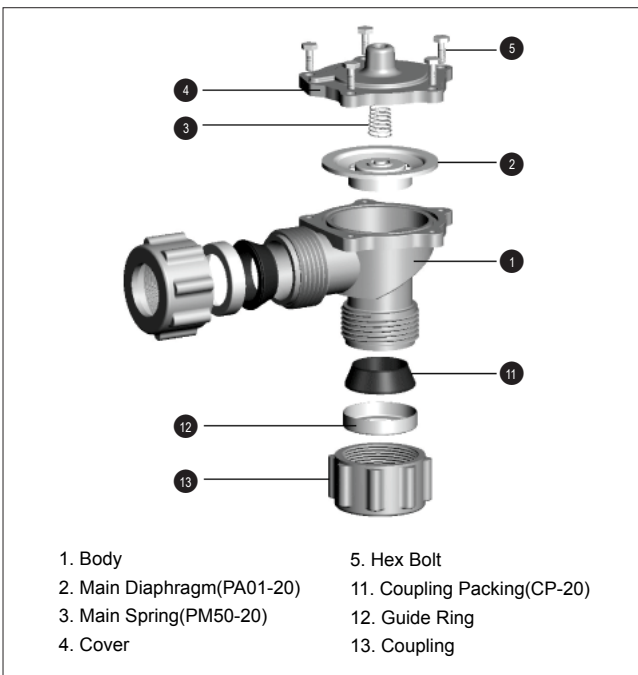 5
4
3
2
1
11
12
13
1. Body
2. Main Diaphragm(PA01-20)
3. Main Spring(PM50-20)
4. Cover
5. Hex Bolt
11. Coupling Packing(CP-20)
12. Guide Ring
13. Coupling